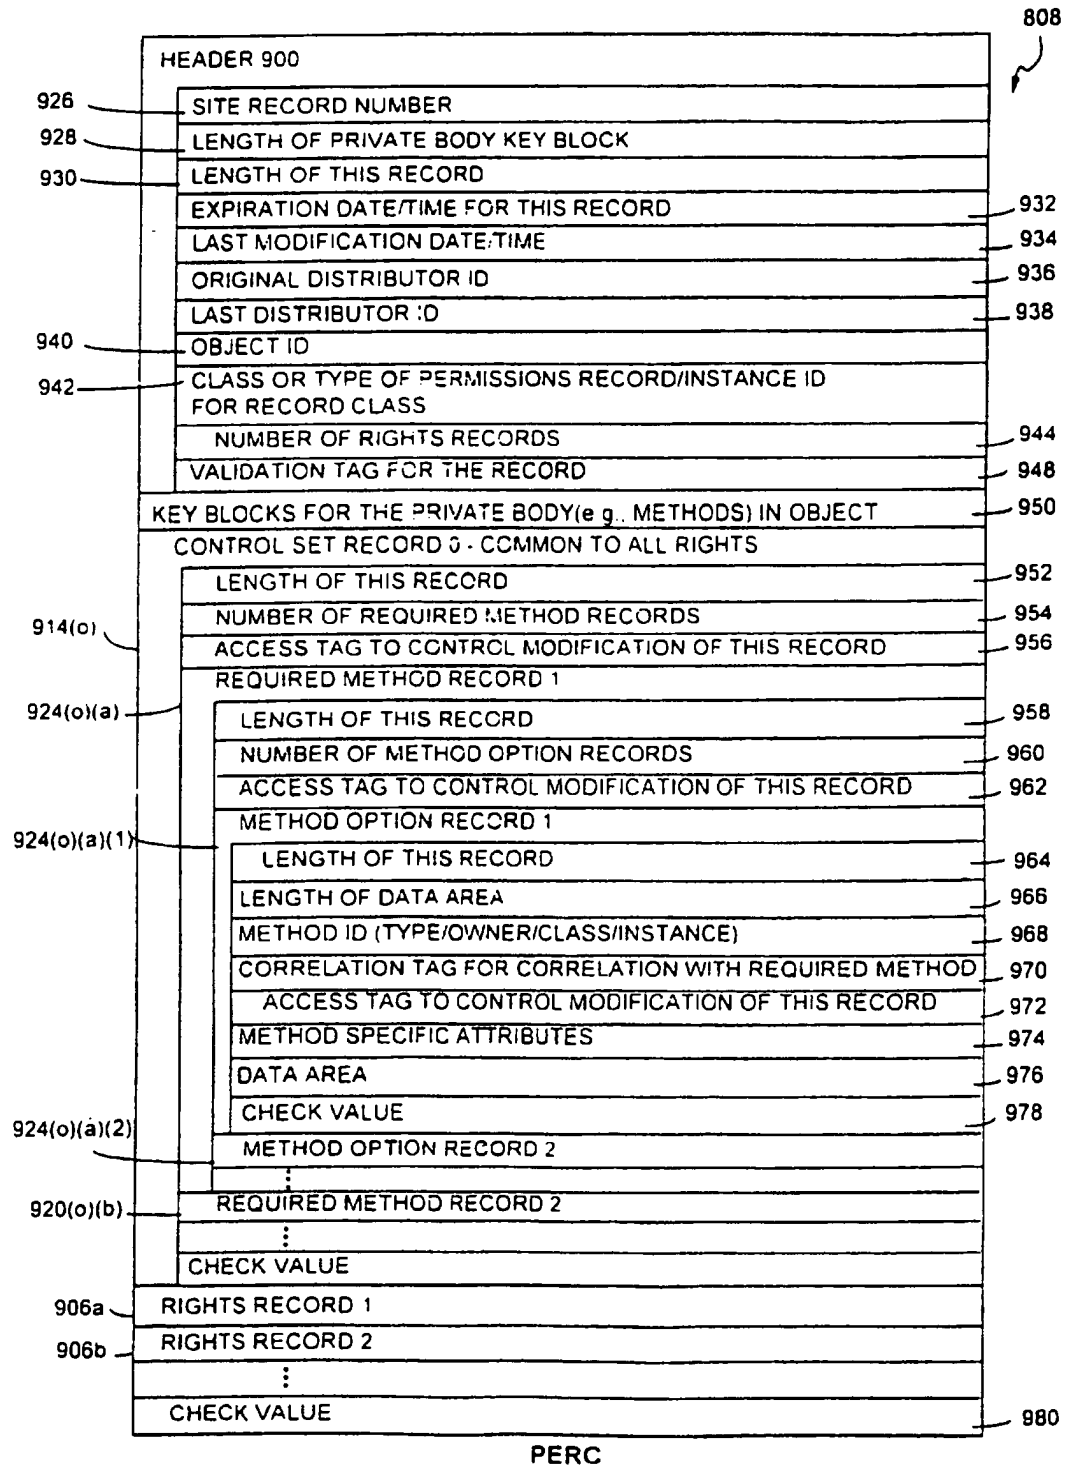 808
HEADER 900
926 SITE RECORD NUMBER
928 LENGTH OF PRIVATE BODY KEY BLOCK
930 LENGTH OF THIS RECORD
EXPIRATION DATE/TIME FOR THIS RECORD 932
LAST MODIFICATION DATE/TIME 934
ORIGINAL DISTRIBUTOR ID 936
LAST DISTRIBUTOR ID 938
940 OBJECT ID
942 CLASS OR TYPE OF PERMISSIONS RECORD/INSTANCE ID
FOR RECORD CLASS
NUMBER OF RIGHTS RECORDS 944
VALIDATION TAG FOR THE RECORD 948
KEY BLOCKS FOR THE PRIVATE BODY(e g., METHODS) IN OBJECT 950
CONTROL SET RECORD 0 - COMMON TO ALL RIGHTS
LENGTH OF THIS RECORD 952
NUMBER OF REQUIRED METHOD RECORDS 954
914(o) ACCESS TAG TO CONTROL MODIFICATION OF THIS RECORD 956
REQUIRED METHOD RECORD 1
924(o)(a) LENGTH OF THIS RECORD 958
NUMBER OF METHOD OPTION RECORDS 960
ACCESS TAG TO CONTROL MODIFICATION OF THIS RECORD 962
METHOD OPTION RECORD 1
924(o)(a)(1) LENGTH OF THIS RECORD 964
LENGTH OF DATA AREA 966
METHOD ID (TYPE/OWNER/CLASS/INSTANCE) 968
CORRELATION TAG FOR CORRELATION WITH REQUIRED METHOD 970
ACCESS TAG TO CONTROL MODIFICATION OF THIS RECORD 972
METHOD SPECIFIC ATTRIBUTES 974
DATA AREA 976
CHECK VALUE 978
924(o)(a)(2) METHOD OPTION RECORD 2
920(o)(b) REQUIRED METHOD RECORD 2
CHECK VALUE
906a RIGHTS RECORD 1
906b RIGHTS RECORD 2
CHECK VALUE 980
PERC